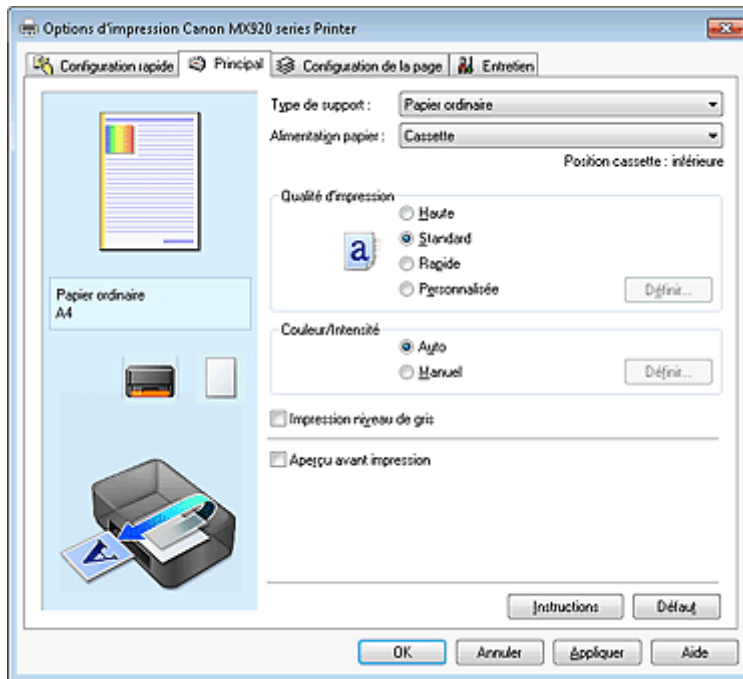 Options d'impression Canon MX920 series Printer
Configuration rapide Principal Configuration de la page Entretien
Type de support : Papier ordinaire
Alimentation papier : Cassette
Position cassette : inférieure
Qualité d'impression
Haute
Standard
Rapide
Personnalisée Définir...
Papier ordinaire
A4
Couleur/Intensité
Auto
Manuel Définir...
Impression niveau de gris
Aperçu avant impression
Instructions Défaut
OK Annuler Appliquer Aide